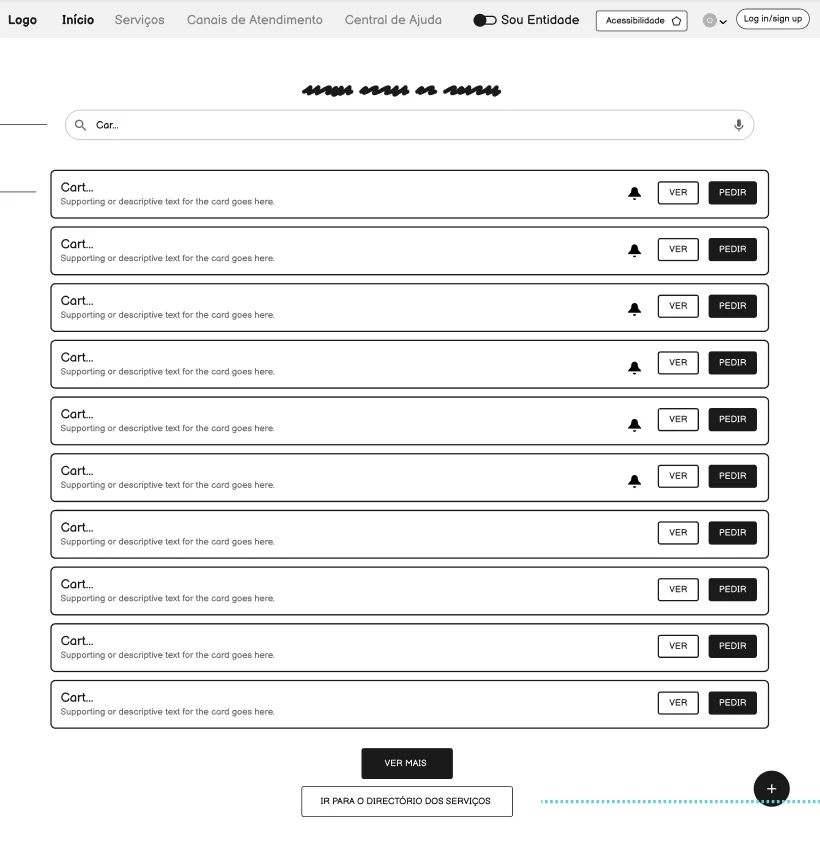 Logo Início Serviços Canais de Atendimento Central de Ajuda Sou Entidade Acessibilidade Log in/sign up
Car...
Cart...
Supporting or descriptive text for the card goes here.
VER PEDIR
Cart...
Supporting or descriptive text for the card goes here.
VER PEDIR
Cart...
Supporting or descriptive text for the card goes here.
VER PEDIR
Cart...
Supporting or descriptive text for the card goes here.
VER PEDIR
Cart...
Supporting or descriptive text for the card goes here.
VER PEDIR
Cart...
Supporting or descriptive text for the card goes here.
VER PEDIR
Cart...
Supporting or descriptive text for the card goes here.
VER PEDIR
Cart...
Supporting or descriptive text for the card goes here.
VER PEDIR
Cart...
Supporting or descriptive text for the card goes here.
VER PEDIR
Cart...
Supporting or descriptive text for the card goes here.
VER PEDIR
VER MAIS
IR PARA O DIRECTÓRIO DOS SERVIÇOS